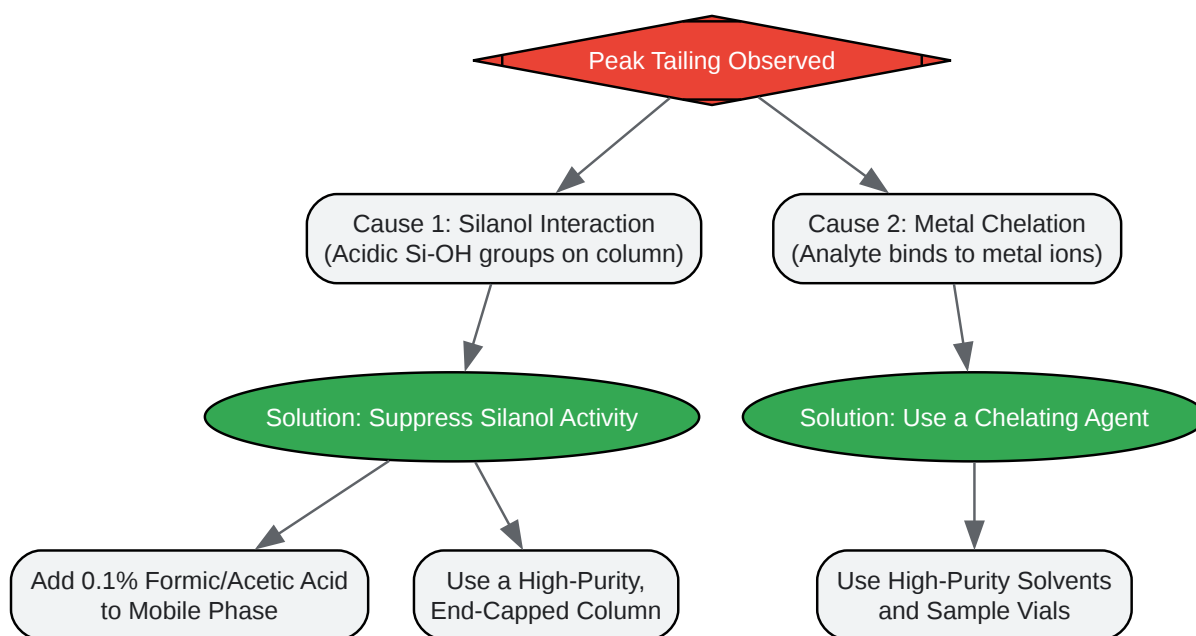 Peak Tailing Observed
Cause 1: Silanol Interaction
(Acidic Si-OH groups on column)
Cause 2: Metal Chelation
(Analyte binds to metal ions)
Solution: Suppress Silanol Activity
Solution: Use a Chelating Agent
Add 0.1% Formic/Acetic Acid
to Mobile Phase
Use a High-Purity,
End-Capped Column
Use High-Purity Solvents
and Sample Vials